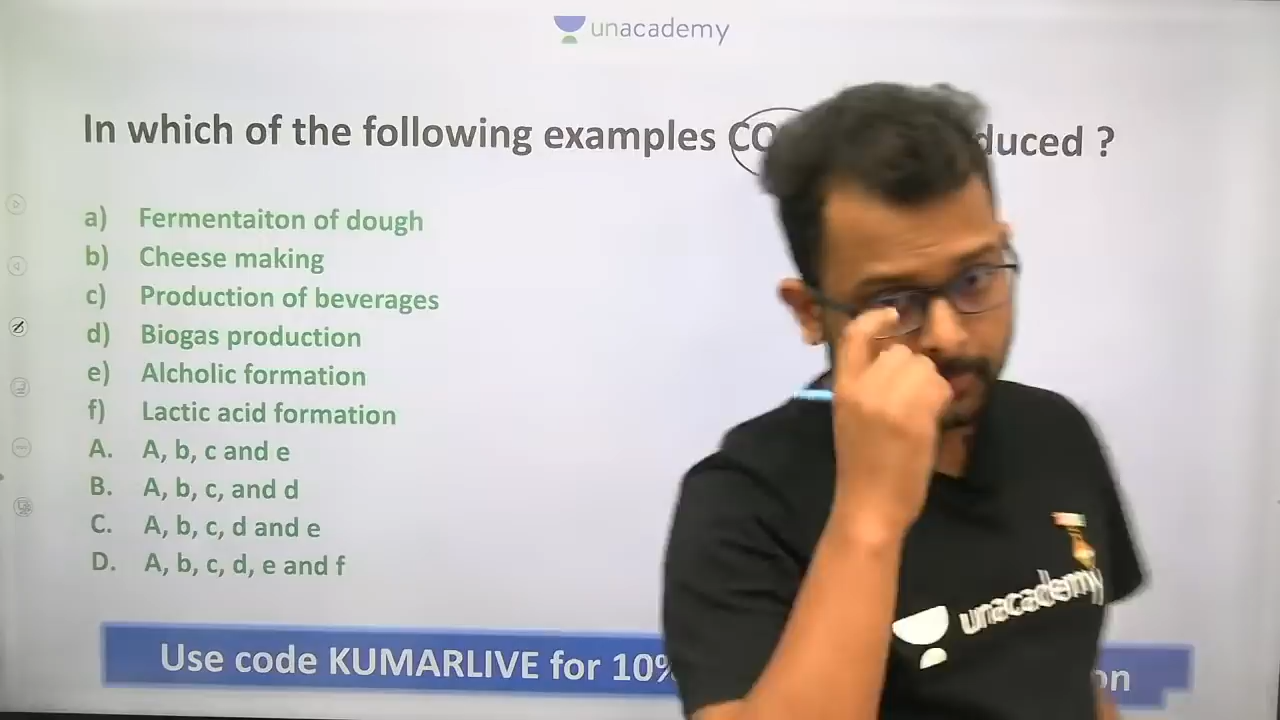 unacademy
In which of the following examples CO duced ?
a) Fermentaiton of dough
b) Cheese making
c) Production of beverages
d) Biogas production
e) Alcholic formation
f) Lactic acid formation
A. A, b, c and e
B. A, b, c, and d
C. A, b, c, d and e
D. A, b, c, d, e and f
Use code KUMARLIVE for 10% on
unacademy